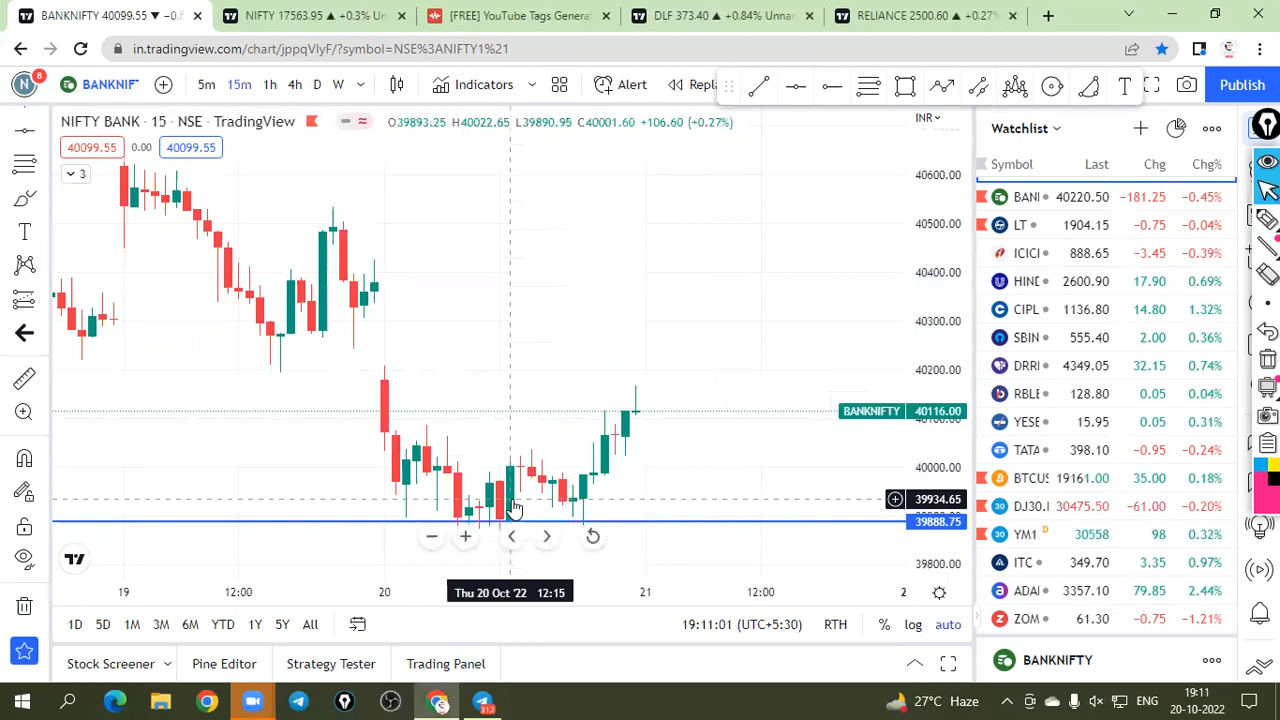 BANKNIFTY 40099.55 ▼ −0.8
NIFTY 17563.95 ▲ +0.3% Un
[FREE] YouTube Tags Generat
DLF 373.40 ▲ +0.84% Unnar
RELIANCE 2500.60 ▲ +0.27%
in.tradingview.com/chart/jppqVlyF/?symbol=NSE%3ANIFTY1%21
N 8 BANKNIF 5m 15m 1h 4h D W Indicators Alert Repl T Publish
NIFTY BANK · 15 · NSE · TradingView
O39893.25 H40022.65 L39890.95 C40001.60 +106.60 (+0.27%)
INR
40099.55 0.00 40099.55
3
40600.00
40500.00
40400.00
40300.00
40200.00
BANKNIFTY 40116.00
40000.00
39934.65
39888.75
39800.00
19 12:00 20 Thu 20 Oct '22 12:15 21 12:00 2
1D 5D 1M 3M 6M YTD 1Y 5Y All
19:11:01 (UTC+5:30) RTH % log auto
Stock Screener Pine Editor Strategy Tester Trading Panel
Watchlist
Symbol Last Chg Chg%
BANI 40220.50 −181.25 −0.45%
LT 1904.15 −0.75 −0.04%
ICICI 888.65 −3.45 −0.39%
HINE 2600.90 17.90 0.69%
CIPL 1136.80 14.80 1.32%
SBIN 555.40 2.00 0.36%
DRRI 4349.05 32.15 0.74%
RBLE 128.80 0.05 0.04%
YESE 15.95 0.05 0.31%
TATA 398.10 −0.95 −0.24%
BTCUS 19161.00 35.00 0.18%
30 DJ30.I 30475.50 −61.00 −0.20%
30 YM1 D 30558 98 0.32%
ITC 349.70 3.35 0.97%
ADAI 3357.10 79.85 2.44%
ZOM 61.30 −0.75 −1.21%
BANKNIFTY
312
27°C Haze
ENG
19:11
20-10-2022